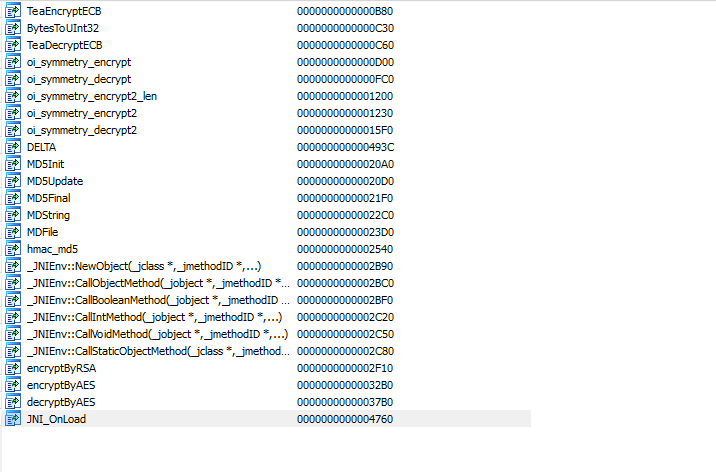 TeaEncryptECB 0000000000000B80
BytesToUInt32 0000000000000C30
TeaDecryptECB 0000000000000C60
oi_symmetry_encrypt 0000000000000D00
oi_symmetry_decrypt 0000000000000FC0
oi_symmetry_encrypt2_len 0000000000001200
oi_symmetry_encrypt2 0000000000001230
oi_symmetry_decrypt2 00000000000015F0
DELTA 000000000000493C
MD5Init 00000000000020A0
MD5Update 00000000000020D0
MD5Final 00000000000021F0
MDString 00000000000022C0
MDFile 00000000000023D0
hmac_md5 0000000000002540
_JNIEnv::NewObject(_jclass *,_jmethodID *,...) 0000000000002B90
_JNIEnv::CallObjectMethod(_jobject *,_jmethodID *... 0000000000002BC0
_JNIEnv::CallBooleanMethod(_jobject *,_jmethodID ... 0000000000002BF0
_JNIEnv::CallIntMethod(_jobject *,_jmethodID *,...) 0000000000002C20
_JNIEnv::CallVoidMethod(_jobject *,_jmethodID *,...) 0000000000002C50
_JNIEnv::CallStaticObjectMethod(_jclass *,_jmethod... 0000000000002C80
encryptByRSA 0000000000002F10
encryptByAES 00000000000032B0
decryptByAES 00000000000037B0
JNI_OnLoad 0000000000004760